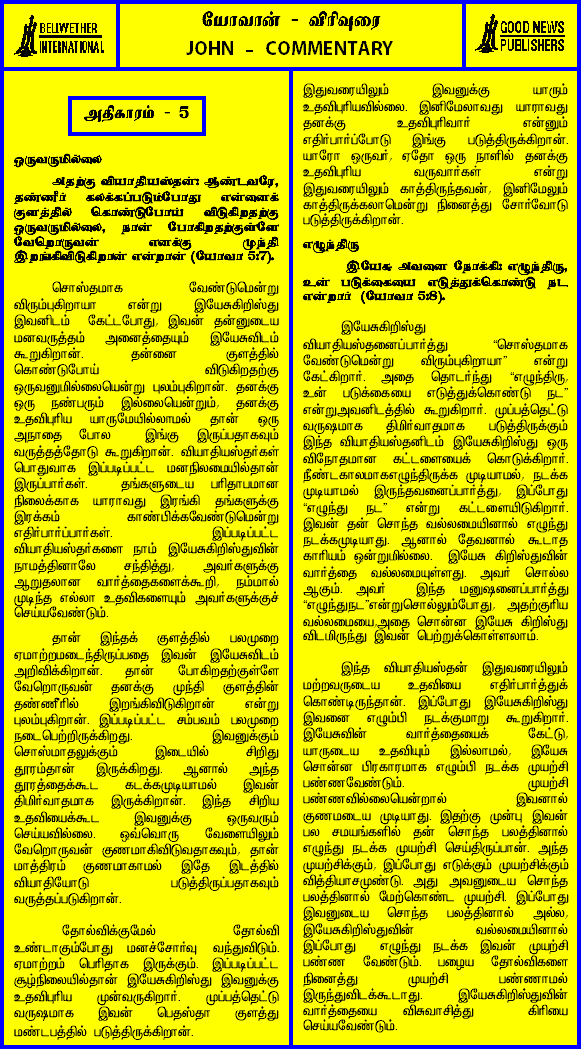 BELLWETHER
INTERNATIONAL
யோவான் - விரிவுரை
JOHN - COMMENTARY
GOOD NEWS
PUBLISHERS
அதிகாரம் - 5
ஒருவருமில்லை
அதற்கு வியாதியஸ்தன்: ஆண்டவரே,
தண்ணீர் கலக்கப்படும்போது என்னைக்
குளத்தில் கொண்டுபோய் விடுகிறதற்கு
ஒருவருமில்லை, நான் போகிறதற்குள்ளே
வேறொருவன் எனக்கு முந்தி
இறங்கிவிடுகிறான் என்றான் (யோவா 5:7).
சொஸ்தமாக வேண்டுமென்று
விரும்புகிறாயா என்று இயேசுகிறிஸ்து
இவனிடம் கேட்டபோது, இவன் தன்னுடைய
மனவருத்தம் அனைத்தையும் இயேசுவிடம்
கூறுகிறான். தன்னை குளத்தில்
கொண்டுபோய் விடுகிறதற்கு
ஒருவனுமில்லையென்று புலம்புகிறான். தனக்கு
ஒரு நண்பரும் இல்லையென்றும், தனக்கு
உதவிபுரிய யாருமேயில்லாமல் தான் ஒரு
அநாதை போல இங்கு இருப்பதாகவும்
வருத்தத்தோடு கூறுகிறான். வியாதியஸ்தர்கள்
பொதுவாக இப்படிப்பட்ட மனநிலமையில்தான்
இருப்பார்கள். தங்களுடைய பரிதாபமான
நிலைக்காக யாராவது இரங்கி தங்களுக்கு
இரக்கம் காண்பிக்கவேண்டுமென்று
எதிர்பார்ப்பார்கள். இப்படிப்பட்ட
வியாதியஸ்தர்களை நாம் இயேசுகிறிஸ்துவின்
நாமத்தினாலே சந்தித்து, அவர்களுக்கு
ஆறுதலான வார்த்தைகளைக்கூறி, நம்மால்
முடிந்த எல்லா உதவிகளையும் அவர்களுக்குச்
செய்யவேண்டும்.
தான் இந்தக் குளத்தில் பலமுறை
ஏமாற்றமடைந்திருப்பதை இவன் இயேசுவிடம்
அறிவிக்கிறான். தான் போகிறதற்குள்ளே
வேறொருவன் தனக்கு முந்தி குளத்தின்
தண்ணீரில் இறங்கிவிடுகிறான் என்று
புலம்புகிறான். இப்படிப்பட்ட சம்பவம் பலமுறை
நடைபெற்றிருக்கிறது. இவனுக்கும்
சொஸ்மாதலுக்கும் இடையில் சிறிது
தூரம்தான் இருக்கிறது. ஆனால் அந்த
தூரத்தைக்கூட கடக்கமுடியாமல் இவன்
திமிர்வாதமாக இருக்கிறான். இந்த சிறிய
உதவியைக்கூட இவனுக்கு ஒருவரும்
செய்யவில்லை. ஒவ்வொரு வேளையிலும்
வேறொருவன் குணமாகிவிடுவதாகவும், தான்
மாத்திரம் குணமாகாமல் இதே இடத்தில்
வியாதியோடு படுத்திருப்பதாகவும்
வருத்தப்படுகிறான்.
தோல்விக்குமேல் தோல்வி
உண்டாகும்போது மனச்சோர்வு வந்துவிடும்.
ஏமாற்றம் பெரிதாக இருக்கும். இப்படிப்பட்ட
சூழ்நிலையில்தான் இயேசுகிறிஸ்து இவனுக்கு
உதவிபுரிய முன்வருகிறார். முப்பத்தெட்டு
வருஷமாக இவன் பெதஸ்தா குளத்து
மண்டபத்தில் படுத்திருக்கிறான்.
இதுவரையிலும் இவனுக்கு யாரும்
உதவிபுரியவில்லை. இனிமேலாவது யாராவது
தனக்கு உதவிபுரிவார் என்னும்
எதிர்பார்ப்போடு இங்கு படுத்திருக்கிறான்.
யாரோ ஒருவர், ஏதோ ஒரு நாளில் தனக்கு
உதவிபுரிய வருவார்கள் என்று
இதுவரையிலும் காத்திருந்தவன், இனிமேலும்
காத்திருக்கலாமென்று நினைத்து சோர்வோடு
படுத்திருக்கிறான்.
எழுந்திரு
இயேசு அவனை நோக்கி: எழுந்திரு,
உன் படுக்கையை எடுத்துக்கொண்டு நட
என்றார் (யோவா 5:8).
இயேசுகிறிஸ்து
வியாதியஸ்தனைப்பார்த்து “சொஸ்தமாக
வேண்டுமென்று விரும்புகிறாயா” என்று
கேட்கிறார். அதை தொடர்ந்து “எழுந்திரு,
உன் படுக்கையை எடுத்துக்கொண்டு நட”
என்றுஅவனிடத்தில் கூறுகிறார். முப்பத்தெட்டு
வருஷமாக திமிர்வாதமாக படுத்திருக்கும்
இந்த வியாதியஸ்தனிடம் இயேசுகிறிஸ்து ஒரு
விநோதமான கட்டளையைக் கொடுக்கிறார்.
நீண்டகாலமாகஎழுந்திருக்க முடியாமல், நடக்க
முடியாமல் இருந்தவனைப்பார்த்து, இப்போது
“எழுந்து நட” என்று கட்டளையிடுகிறார்.
இவன் தன் சொந்த வல்லமையினால் எழுந்து
நடக்கமுடியாது. ஆனால் தேவனால் கூடாத
காரியம் ஒன்றுமில்லை. இயேசு கிறிஸ்துவின்
வார்த்தை வல்லமையுள்ளது. அவர் சொல்ல
ஆகும். அவர் இந்த மனுஷனைப்பார்த்து
“எழுந்துநட”என்றுசொல்லும்போது, அதற்குரிய
வல்லமையை,அதை சொன்ன இயேசு கிறிஸ்து
விடமிருந்து இவன் பெற்றுக்கொள்ளலாம்.
இந்த வியாதியஸ்தன் இதுவரையிலும்
மற்றவருடைய உதவியை எதிர்பார்த்துக்
கொண்டிருந்தான். இப்போது இயேசுகிறிஸ்து
இவனை எழும்பி நடக்குமாறு கூறுகிறார்.
இயேசுவின் வார்த்தையைக் கேட்டு,
யாருடைய உதவியும் இல்லாமல், இயேசு
சொன்ன பிரகாரமாக எழும்பி நடக்க முயற்சி
பண்ணவேண்டும். முயற்சி
பண்ணவில்லையென்றால் இவனால்
குணமடைய முடியாது. இதற்கு முன்பு இவன்
பல சமயங்களில் தன் சொந்த பலத்தினால்
எழுந்து நடக்க முயற்சி செய்திருப்பான். அந்த
முயற்சிக்கும், இப்போது எடுக்கும் முயற்சிக்கும்
வித்தியாசமுண்டு. அது அவனுடைய சொந்த
பலத்தினால் மேற்கொண்ட முயற்சி. இப்போது
இவனுடைய சொந்த பலத்தினால் அல்ல,
இயேசுகிறிஸ்துவின் வல்லமையினால்
இப்போது எழுந்து நடக்க இவன் முயற்சி
பண்ண வேண்டும். பழைய தோல்விகளை
நினைத்து முயற்சி பண்ணாமல்
இருந்துவிடக்கூடாது. இயேசுகிறிஸ்துவின்
வார்த்தையை விசுவாசித்து கிரியை
செய்யவேண்டும்.